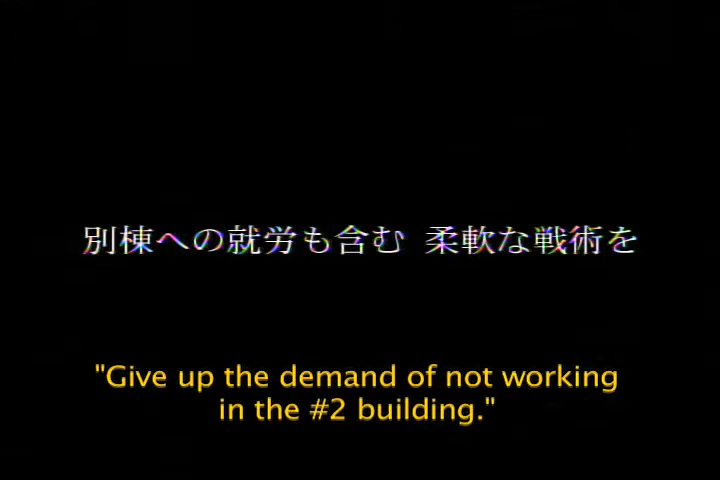 別棟への就労も含む 柔軟な戦術を
"Give up the demand of not working
in the #2 building."